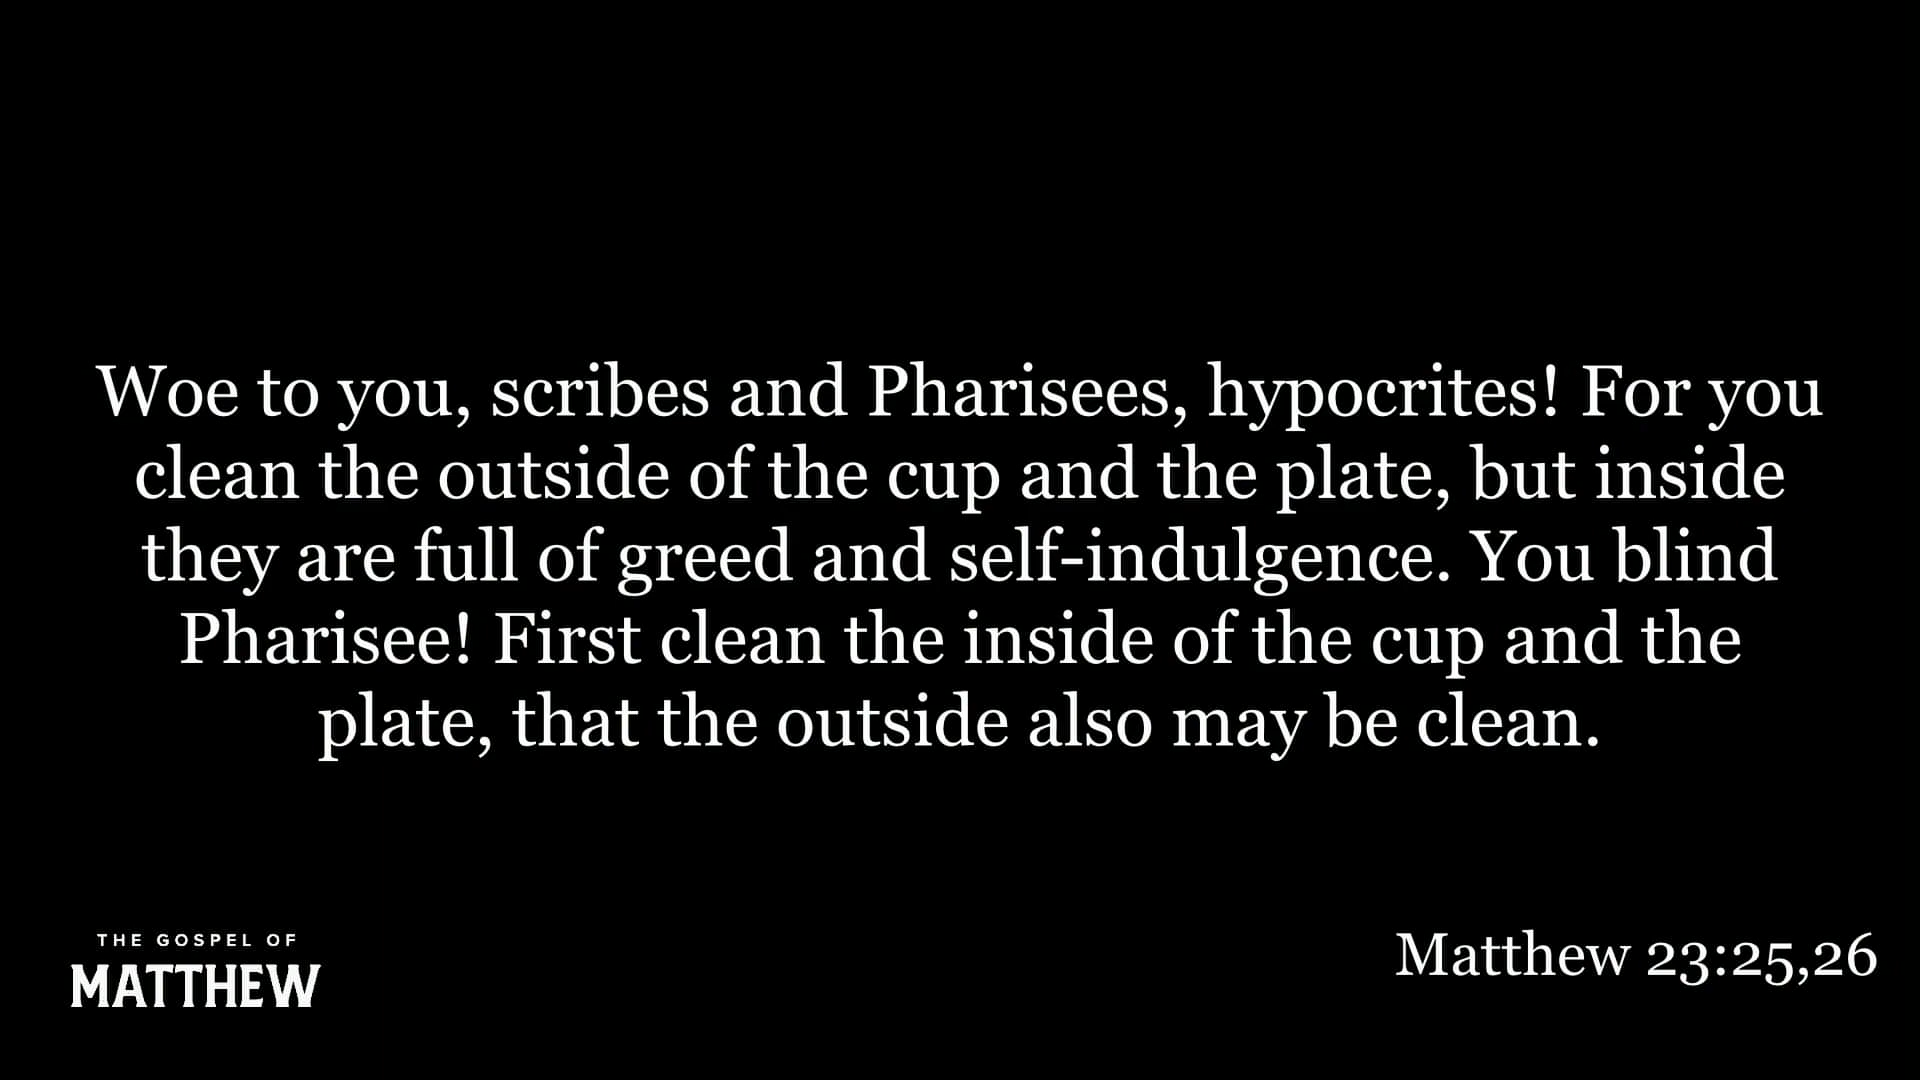 Woe to you, scribes and Pharisees, hypocrites! For you
clean the outside of the cup and the plate, but inside
they are full of greed and self-indulgence. You blind
Pharisee! First clean the inside of the cup and the
plate, that the outside also may be clean.
THE GOSPEL OF
MATTHEW
Matthew 23:25,26